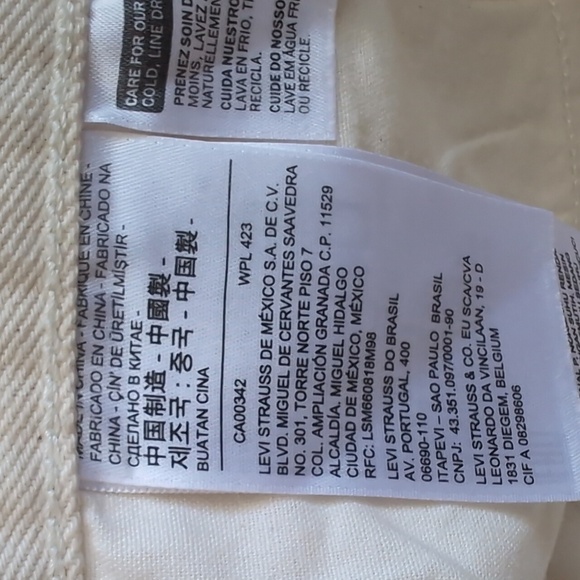 CARE FOR OUR
COLD, LINE DR
PRENEZ SOIN D
MOINS, LAVEZ
NATURELLEMEN
CUIDA NUESTRO
LAVA EN FRIO, T
RECICLA.
CUIDE DO NOSSO
LAVE EM ÁGUA FR
OU RECICLE.
MADE IN CHINA - FABRIQUÉ EN CHINE -
FABRICADO EN CHINA - FABRICADO NA
CHINA - ÇİN'DE ÜRETİLMİŞTİR -
СДЕЛАНО В КИТАЕ -
中国制造 - 中國製 -
제조국 : 중국 - 中国製 -
BUATAN CINA
CA00342 WPL 423
LEVI STRAUSS DE MÉXICO S.A. DE C.V.
BLVD. MIGUEL DE CERVANTES SAAVEDRA
NO. 301, TORRE NORTE PISO 7
COL. AMPLIACIÓN GRANADA C.P. 11529
ALCALDÍA, MIGUEL HIDALGO
CIUDAD DE MÉXICO, MÉXICO
RFC: LSM660818M98
LEVI STRAUSS DO BRASIL
AV. PORTUGAL, 400
06690-110
ITAPEVI – SAO PAULO BRASIL
CNPJ: 43.351.097/0001-90
LEVI STRAUSS & CO. EU SCA/CVA
LEONARDO DA VINCILAAN, 19 - D
1831 DIEGEM, BELGIUM
CIF A 08298606